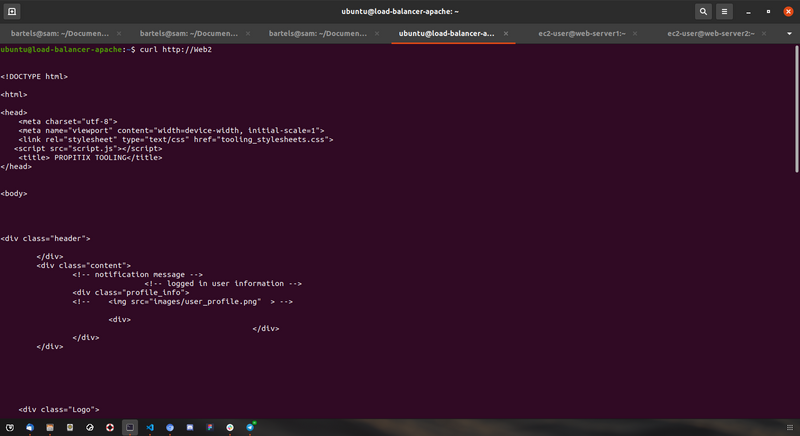 ubuntu@load-balancer-apache: ~
bartels@sam: ~/Documen...
bartels@sam: ~/Documen...
bartels@sam: ~/Documen...
ubuntu@load-balancer-a...
ec2-user@web-server1:~
ec2-user@web-server2:~
ubuntu@load-balancer-apache:~$ curl http://Web2
<!DOCTYPE html>
<html>
<head>
<meta charset="utf-8">
<meta name="viewport" content="width=device-width, initial-scale=1">
<link rel="stylesheet" type="text/css" href="tooling_stylesheets.css">
<script src="script.js"></script>
<title> PROPITIX TOOLING</title>
</head>
<body>
<div class="header">
</div>
<div class="content">
<!-- notification message -->
<!-- logged in user information -->
<div class="profile_info">
<!-- <img src="images/user_profile.png" > -->
<div>
</div>
</div>
</div>
<div class="Logo">